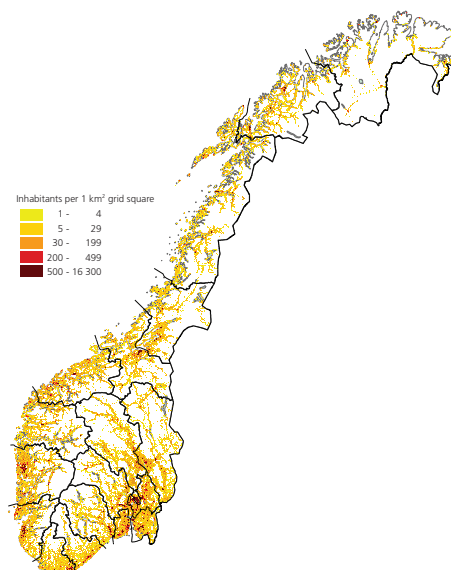 Inhabitants per 1 km² grid square
1 - 4
5 - 29
30 - 199
200 - 499
500 - 16 300